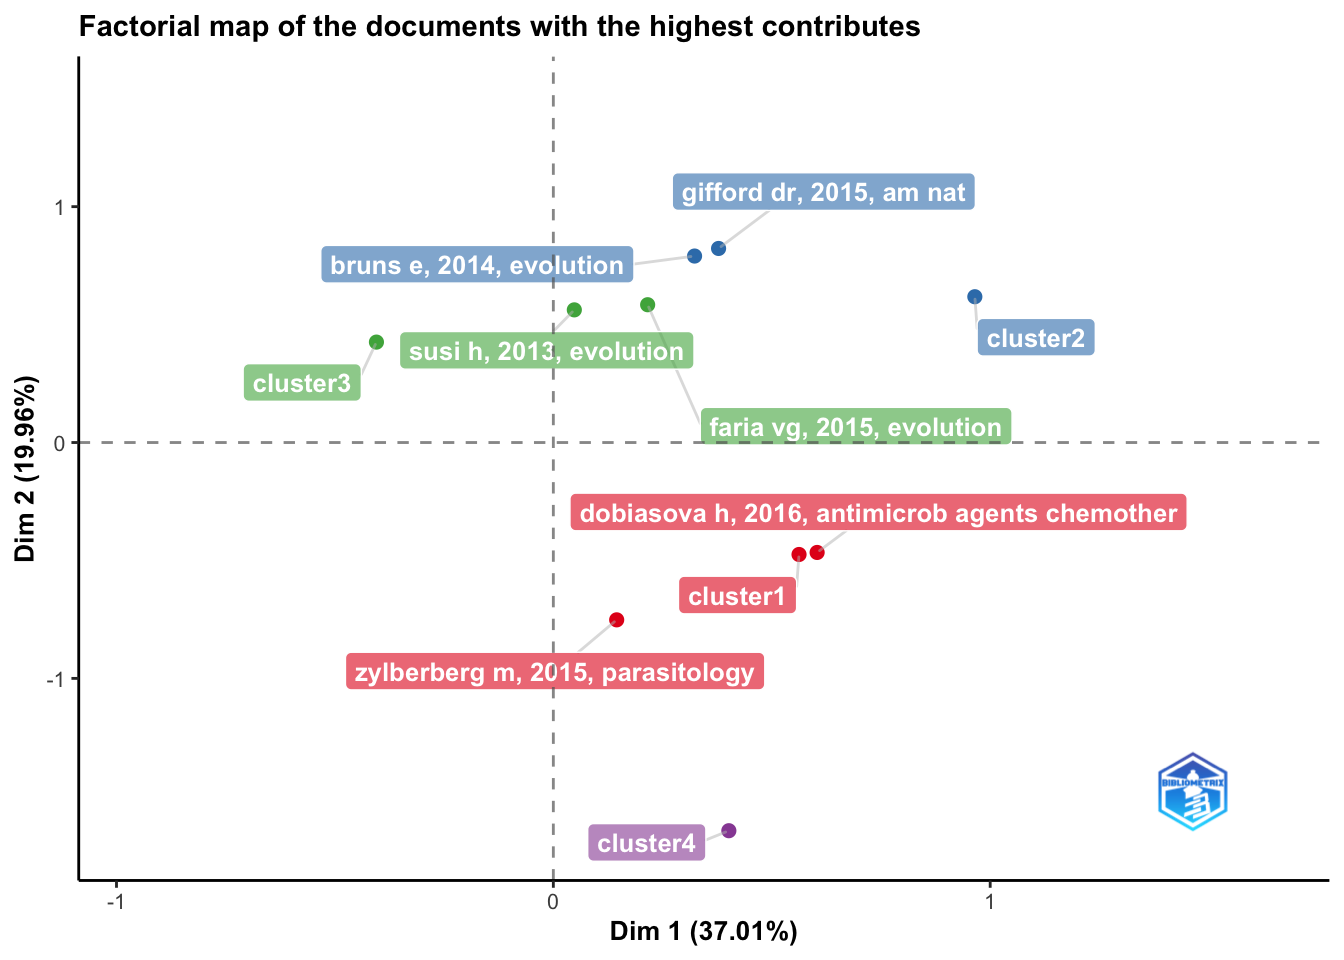 Factorial map of the documents with the highest contributes
gifford dr, 2015, am nat
bruns e, 2014, evolution
cluster2
susi h, 2013, evolution
cluster3
faria vg, 2015, evolution
dobiasova h, 2016, antimicrob agents chemother
cluster1
zylberberg m, 2015, parasitology
BIBLIOMETRIX
cluster4
1
0
-1
Dim 2 (19.96%)
-1
0
1
Dim 1 (37.01%)